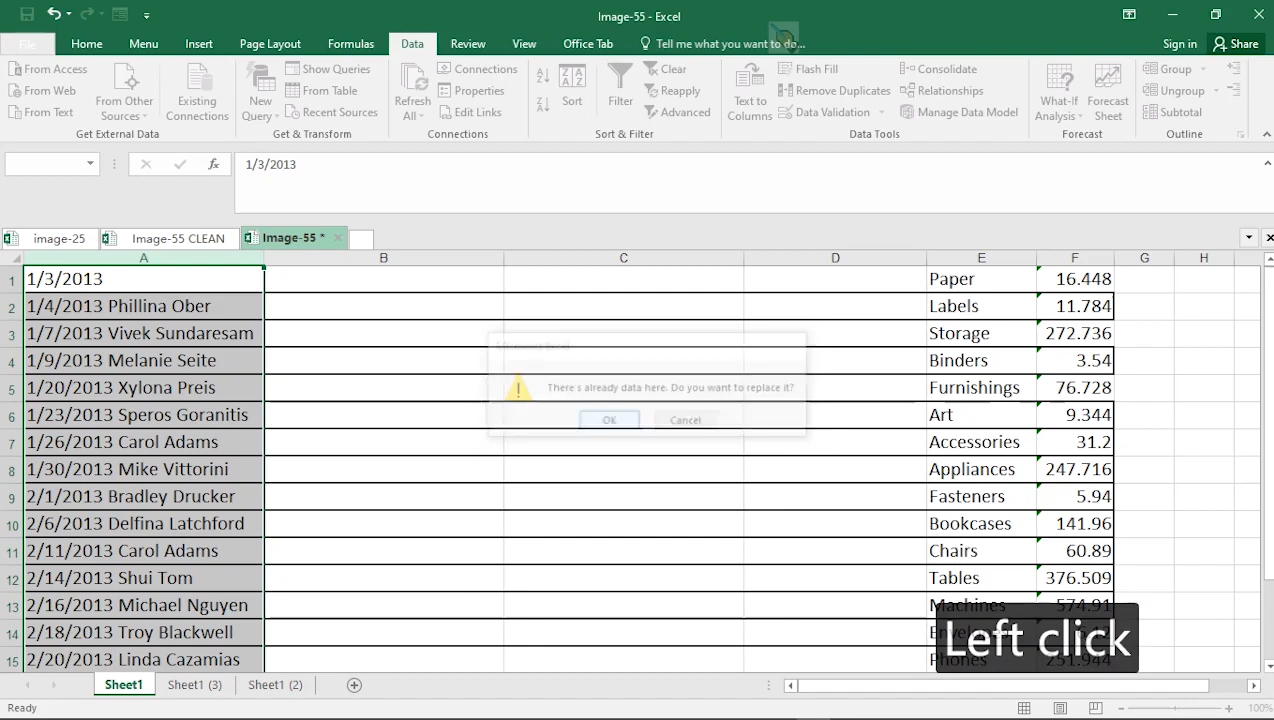 Image-55 - Excel
File Home Menu Insert Page Layout Formulas Data Review View Office Tab Tell me what you want to do... Sign in Share
From Access
From Web
From Text
From Other Sources
Existing Connections
Get External Data
New Query
Show Queries
From Table
Recent Sources
Get & Transform
Refresh All
Connections
Properties
Edit Links
Connections
Sort
Filter
Clear
Reapply
Advanced
Sort & Filter
Text to Columns
Flash Fill
Remove Duplicates
Data Validation
Consolidate
Relationships
Manage Data Model
Data Tools
What-If Analysis
Forecast Sheet
Forecast
Group
Ungroup
Subtotal
Outline
fx 1/3/2013
image-25 Image-55 CLEAN Image-55 *
A B C D E F G H
1 1/3/2013 Paper 16.448
2 1/4/2013 Phillina Ober Labels 11.784
3 1/7/2013 Vivek Sundaresam Storage 272.736
4 1/9/2013 Melanie Seite Binders 3.54
5 1/20/2013 Xylona Preis Furnishings 76.728
6 1/23/2013 Speros Goranitis Art 9.344
7 1/26/2013 Carol Adams Accessories 31.2
8 1/30/2013 Mike Vittorini Appliances 247.716
9 2/1/2013 Bradley Drucker Fasteners 5.94
10 2/6/2013 Delfina Latchford Bookcases 141.96
11 2/11/2013 Carol Adams Chairs 60.89
12 2/14/2013 Shui Tom Tables 376.509
13 2/16/2013 Michael Nguyen Machines 574.91
14 2/18/2013 Troy Blackwell
15 2/20/2013 Linda Cazamias Phones 251.944
There's already data here. Do you want to replace it?
OK Cancel
Left click
Sheet1 Sheet1 (3) Sheet1 (2)
Ready 100%